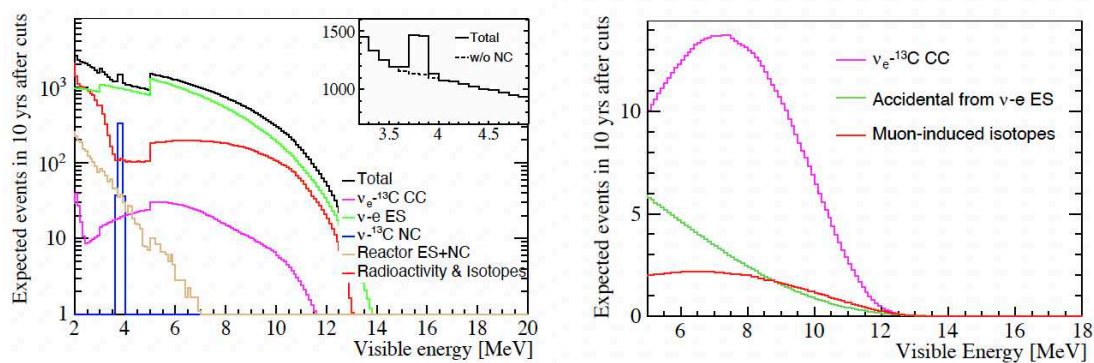 Expected events in 10 yrs after cuts
10³
10²
10
1
2 4 6 8 10 12 14 16 18 20
Visible energy [MeV]
Total
νe-¹³C CC
ν-e ES
ν-¹³C NC
Reactor ES+NC
Radioactivity & Isotopes
1500
1000
3.5 4 4.5
Total
w/o NC
Expected events in 10 years after cuts
10
5
0
6 8 10 12 14 16 18
Visible Energy [MeV]
νe-¹³C CC
Accidental from ν-e ES
Muon-induced isotopes